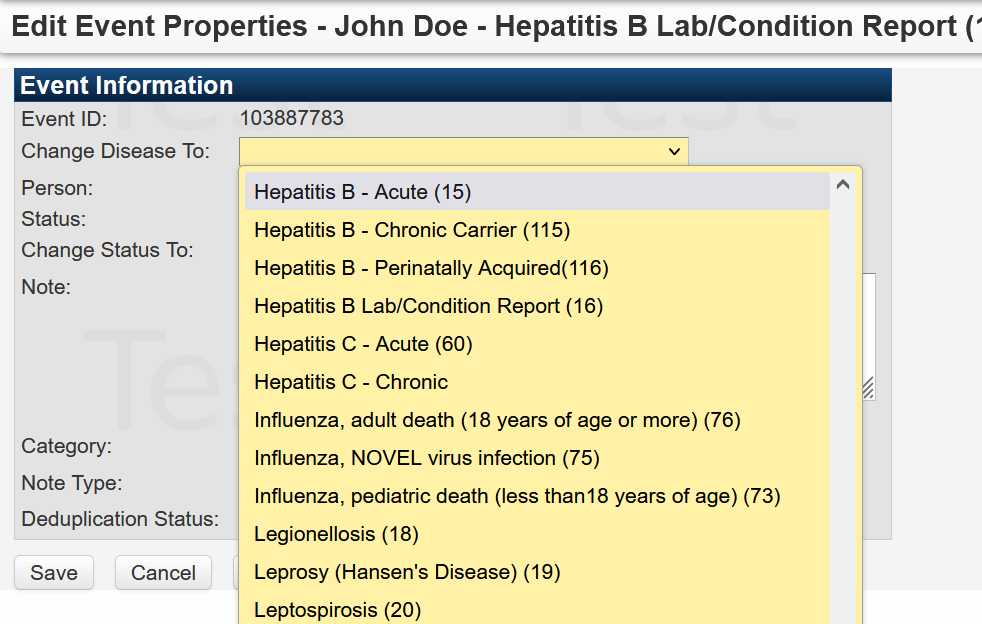 Edit Event Properties - John Doe - Hepatitis B Lab/Condition Report (
Event Information
Event ID: 103887783
Change Disease To:
Person:
Status:
Change Status To:
Note:
Hepatitis B - Acute (15)
Hepatitis B - Chronic Carrier (115)
Hepatitis B - Perinatally Acquired(116)
Hepatitis B Lab/Condition Report (16)
Hepatitis C - Acute (60)
Hepatitis C - Chronic
Influenza, adult death (18 years of age or more) (76)
Influenza, NOVEL virus infection (75)
Influenza, pediatric death (less than18 years of age) (73)
Legionellosis (18)
Leprosy (Hansen's Disease) (19)
Leptospirosis (20)
Category:
Note Type:
Deduplication Status:
Save Cancel